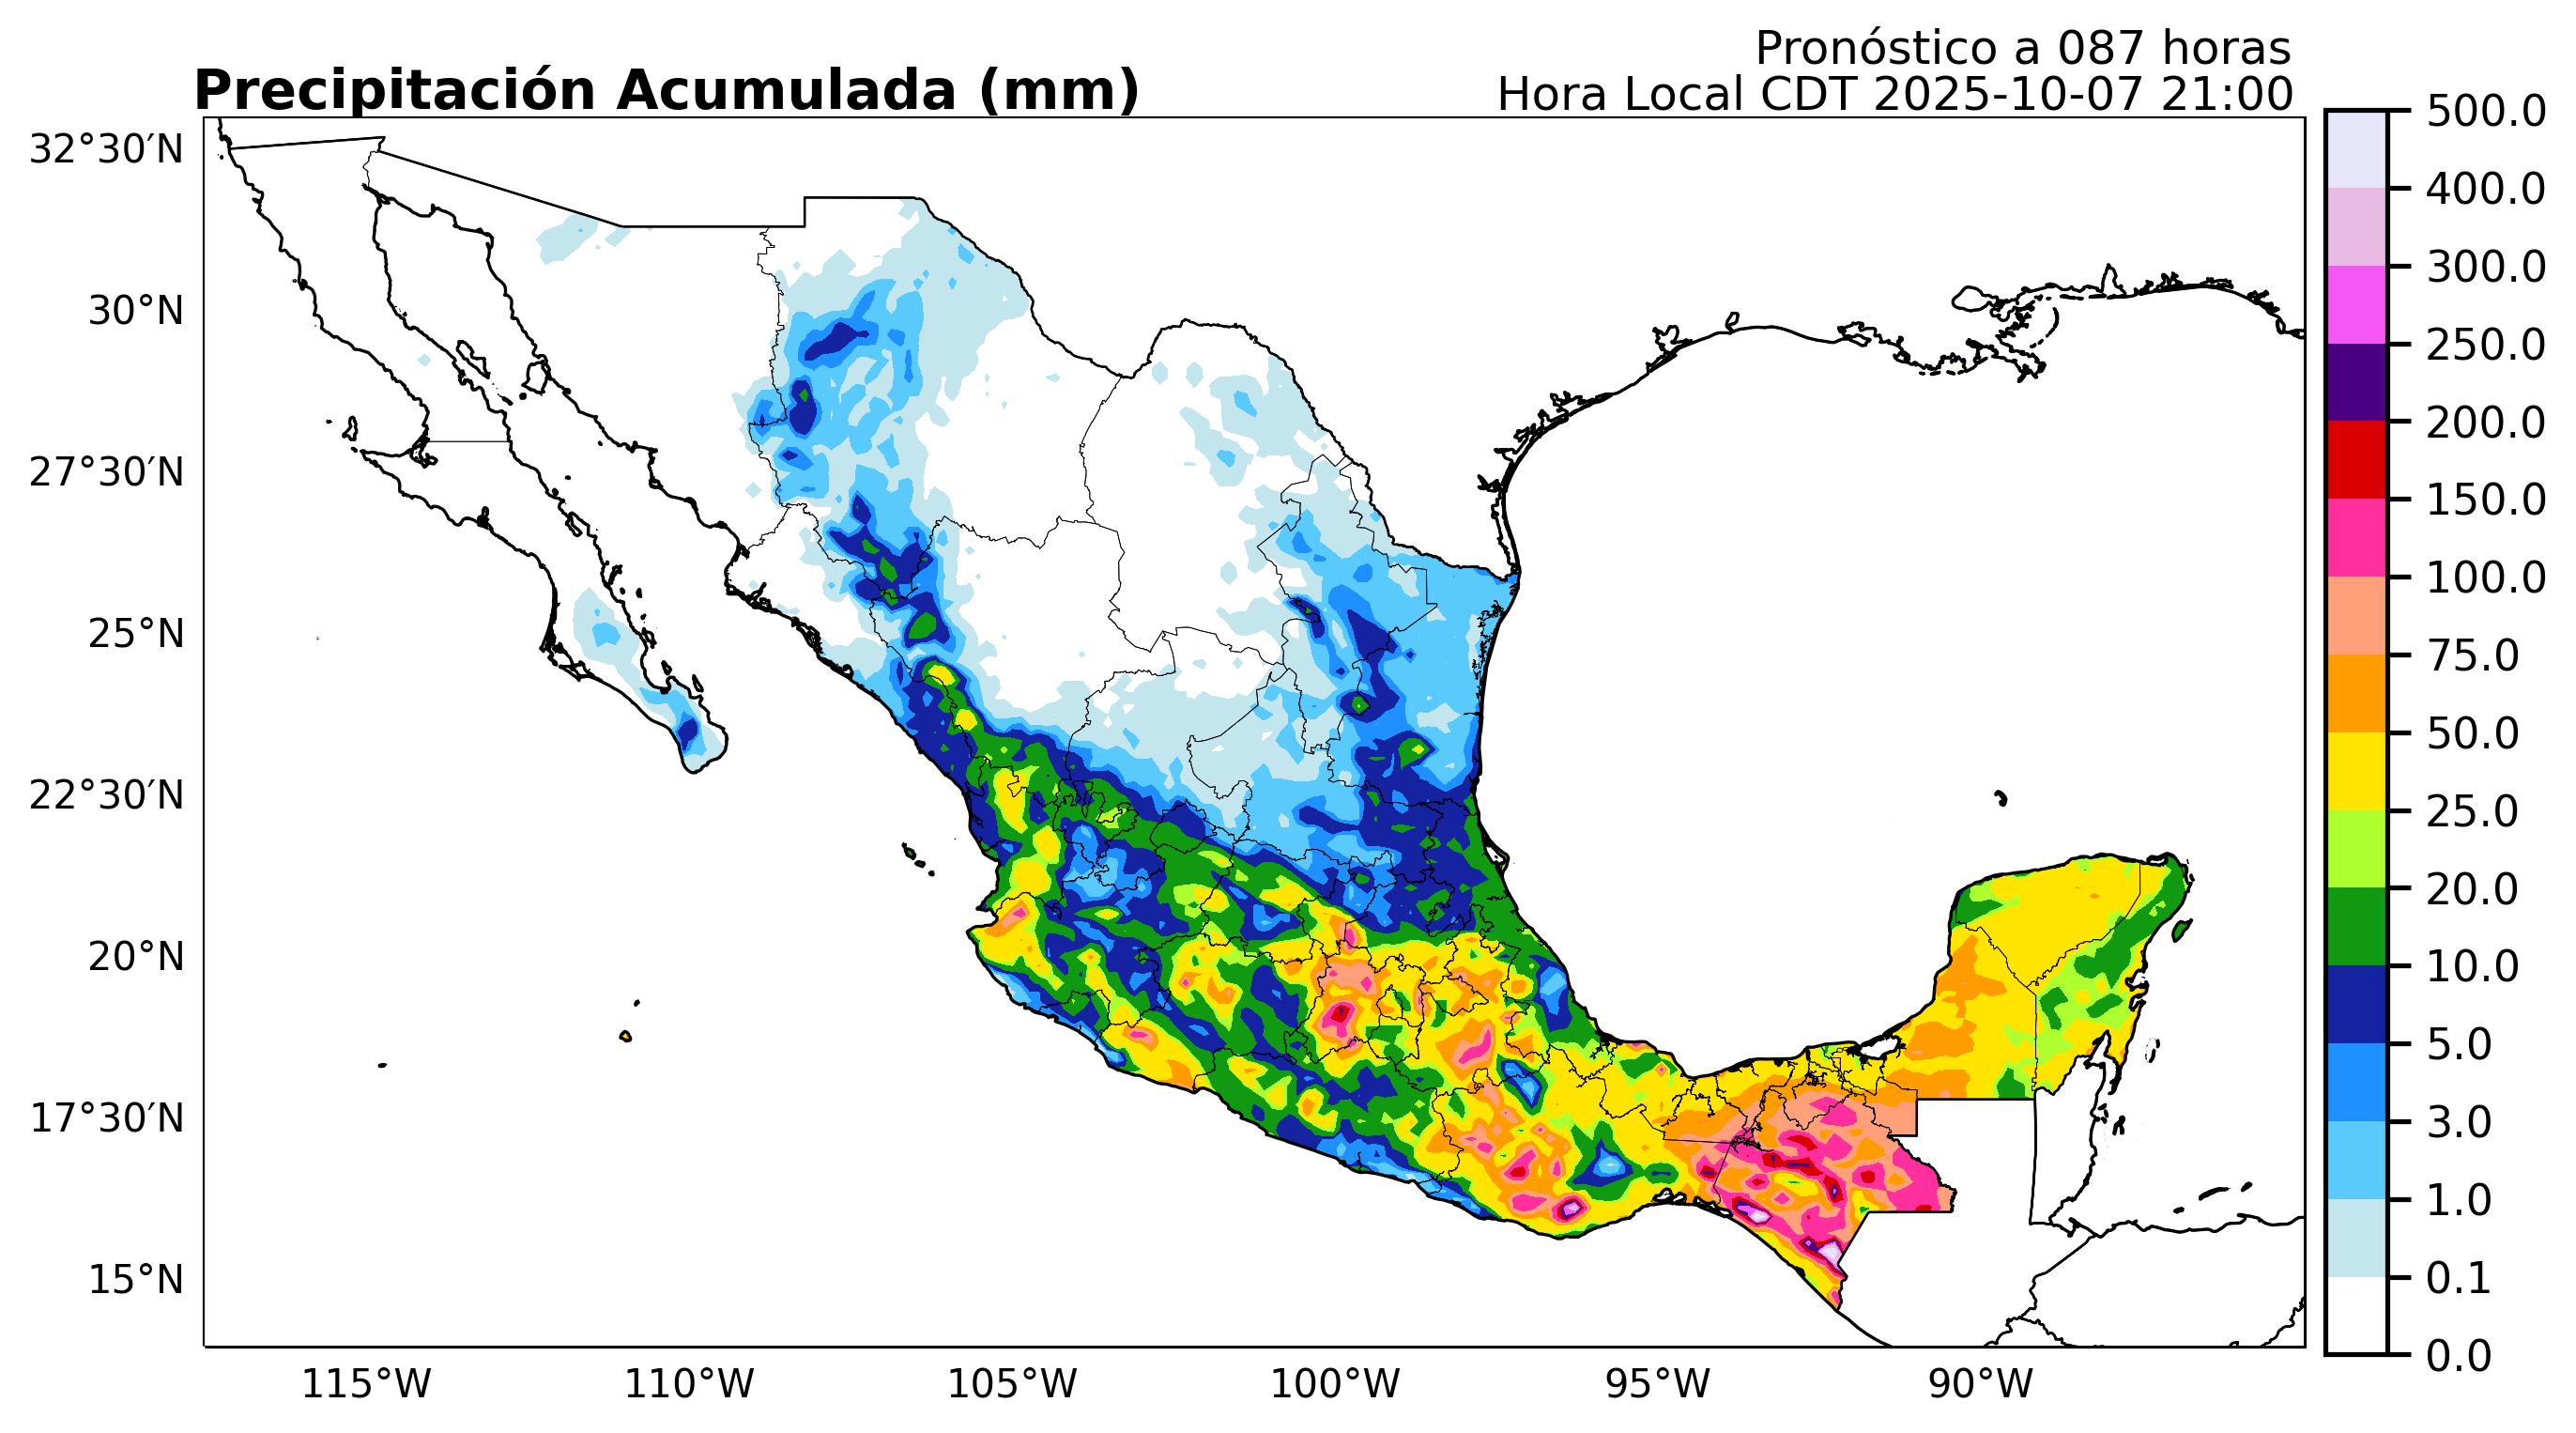 Pronóstico a 087 horas
Precipitación Acumulada (mm)
Hora Local CDT 2025-10-07 21:00
32°30′N
30°N
27°30′N
25°N
22°30′N
20°N
17°30′N
15°N
115°W
110°W
105°W
100°W
95°W
90°W
500.0
400.0
300.0
250.0
200.0
150.0
100.0
75.0
50.0
25.0
20.0
10.0
5.0
3.0
1.0
0.1
0.0